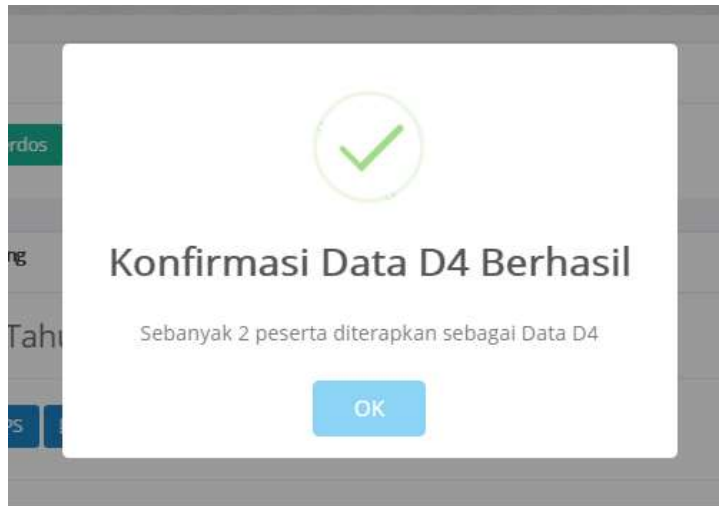 rdos
ng
Konfirmasi Data D4 Berhasil
Tahu
Sebanyak 2 peserta diterapkan sebagai Data D4
PS
OK